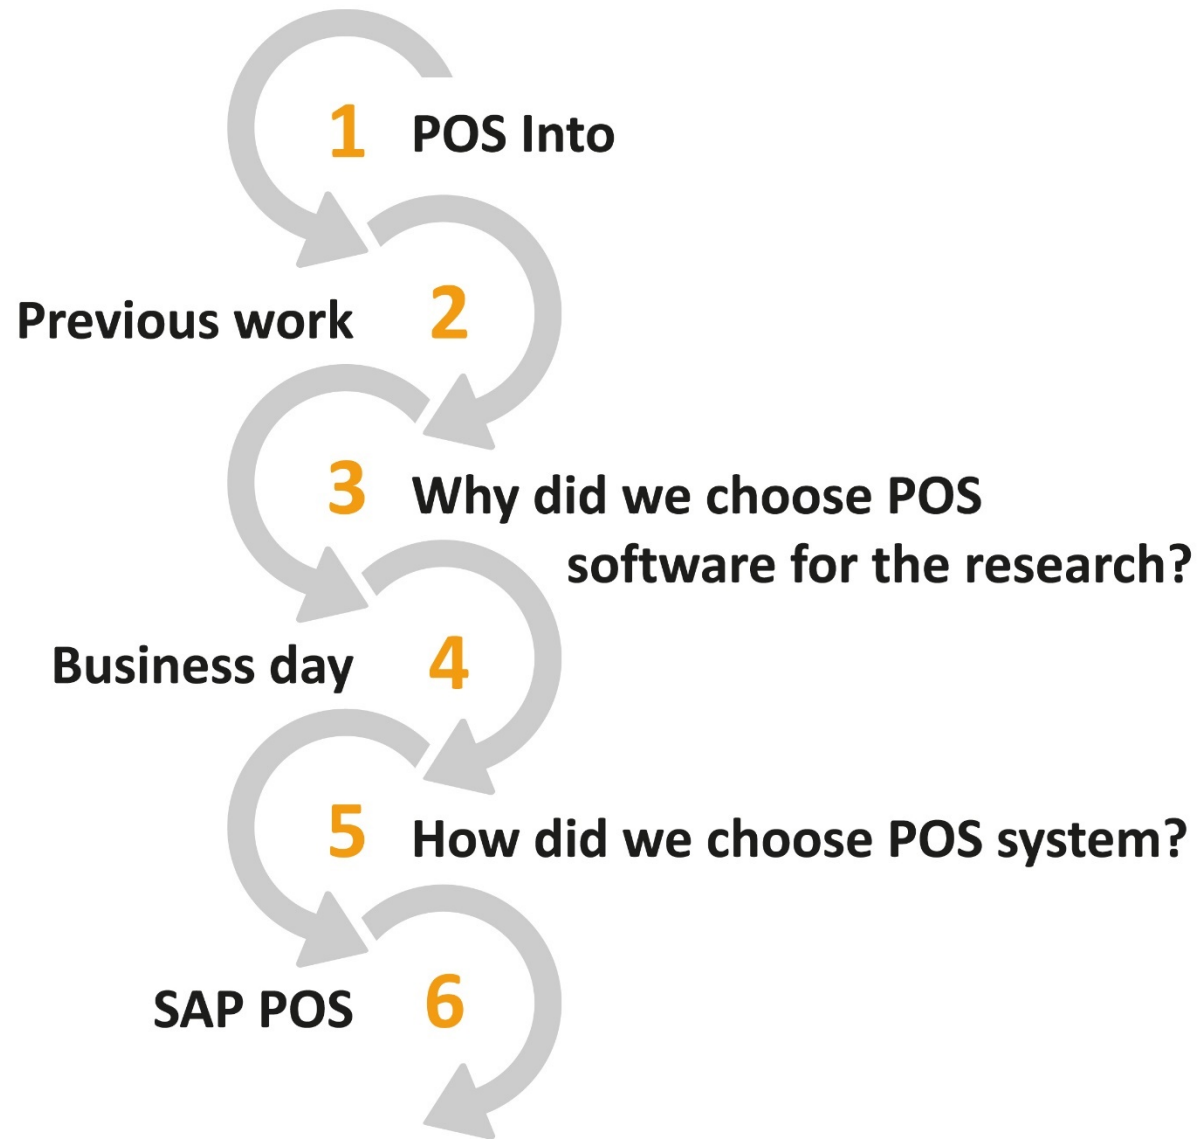 1 POS Into
Previous work 2
3 Why did we choose POS
software for the research?
Business day 4
5 How did we choose POS system?
SAP POS 6